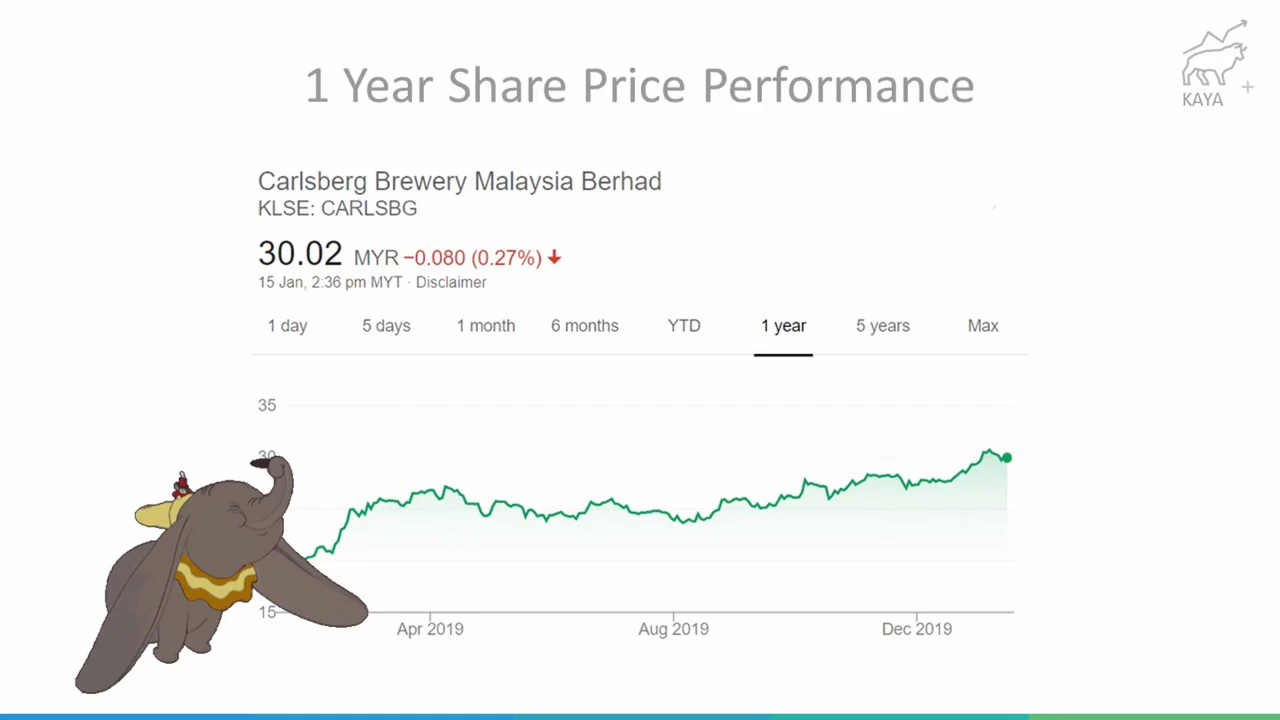 1 Year Share Price Performance
KAYA +
Carlsberg Brewery Malaysia Berhad
KLSE: CARLSBG
30.02 MYR −0.080 (0.27%)
15 Jan, 2:36 pm MYT · Disclaimer
1 day 5 days 1 month 6 months YTD 1 year 5 years Max
35
30
15
Apr 2019 Aug 2019 Dec 2019